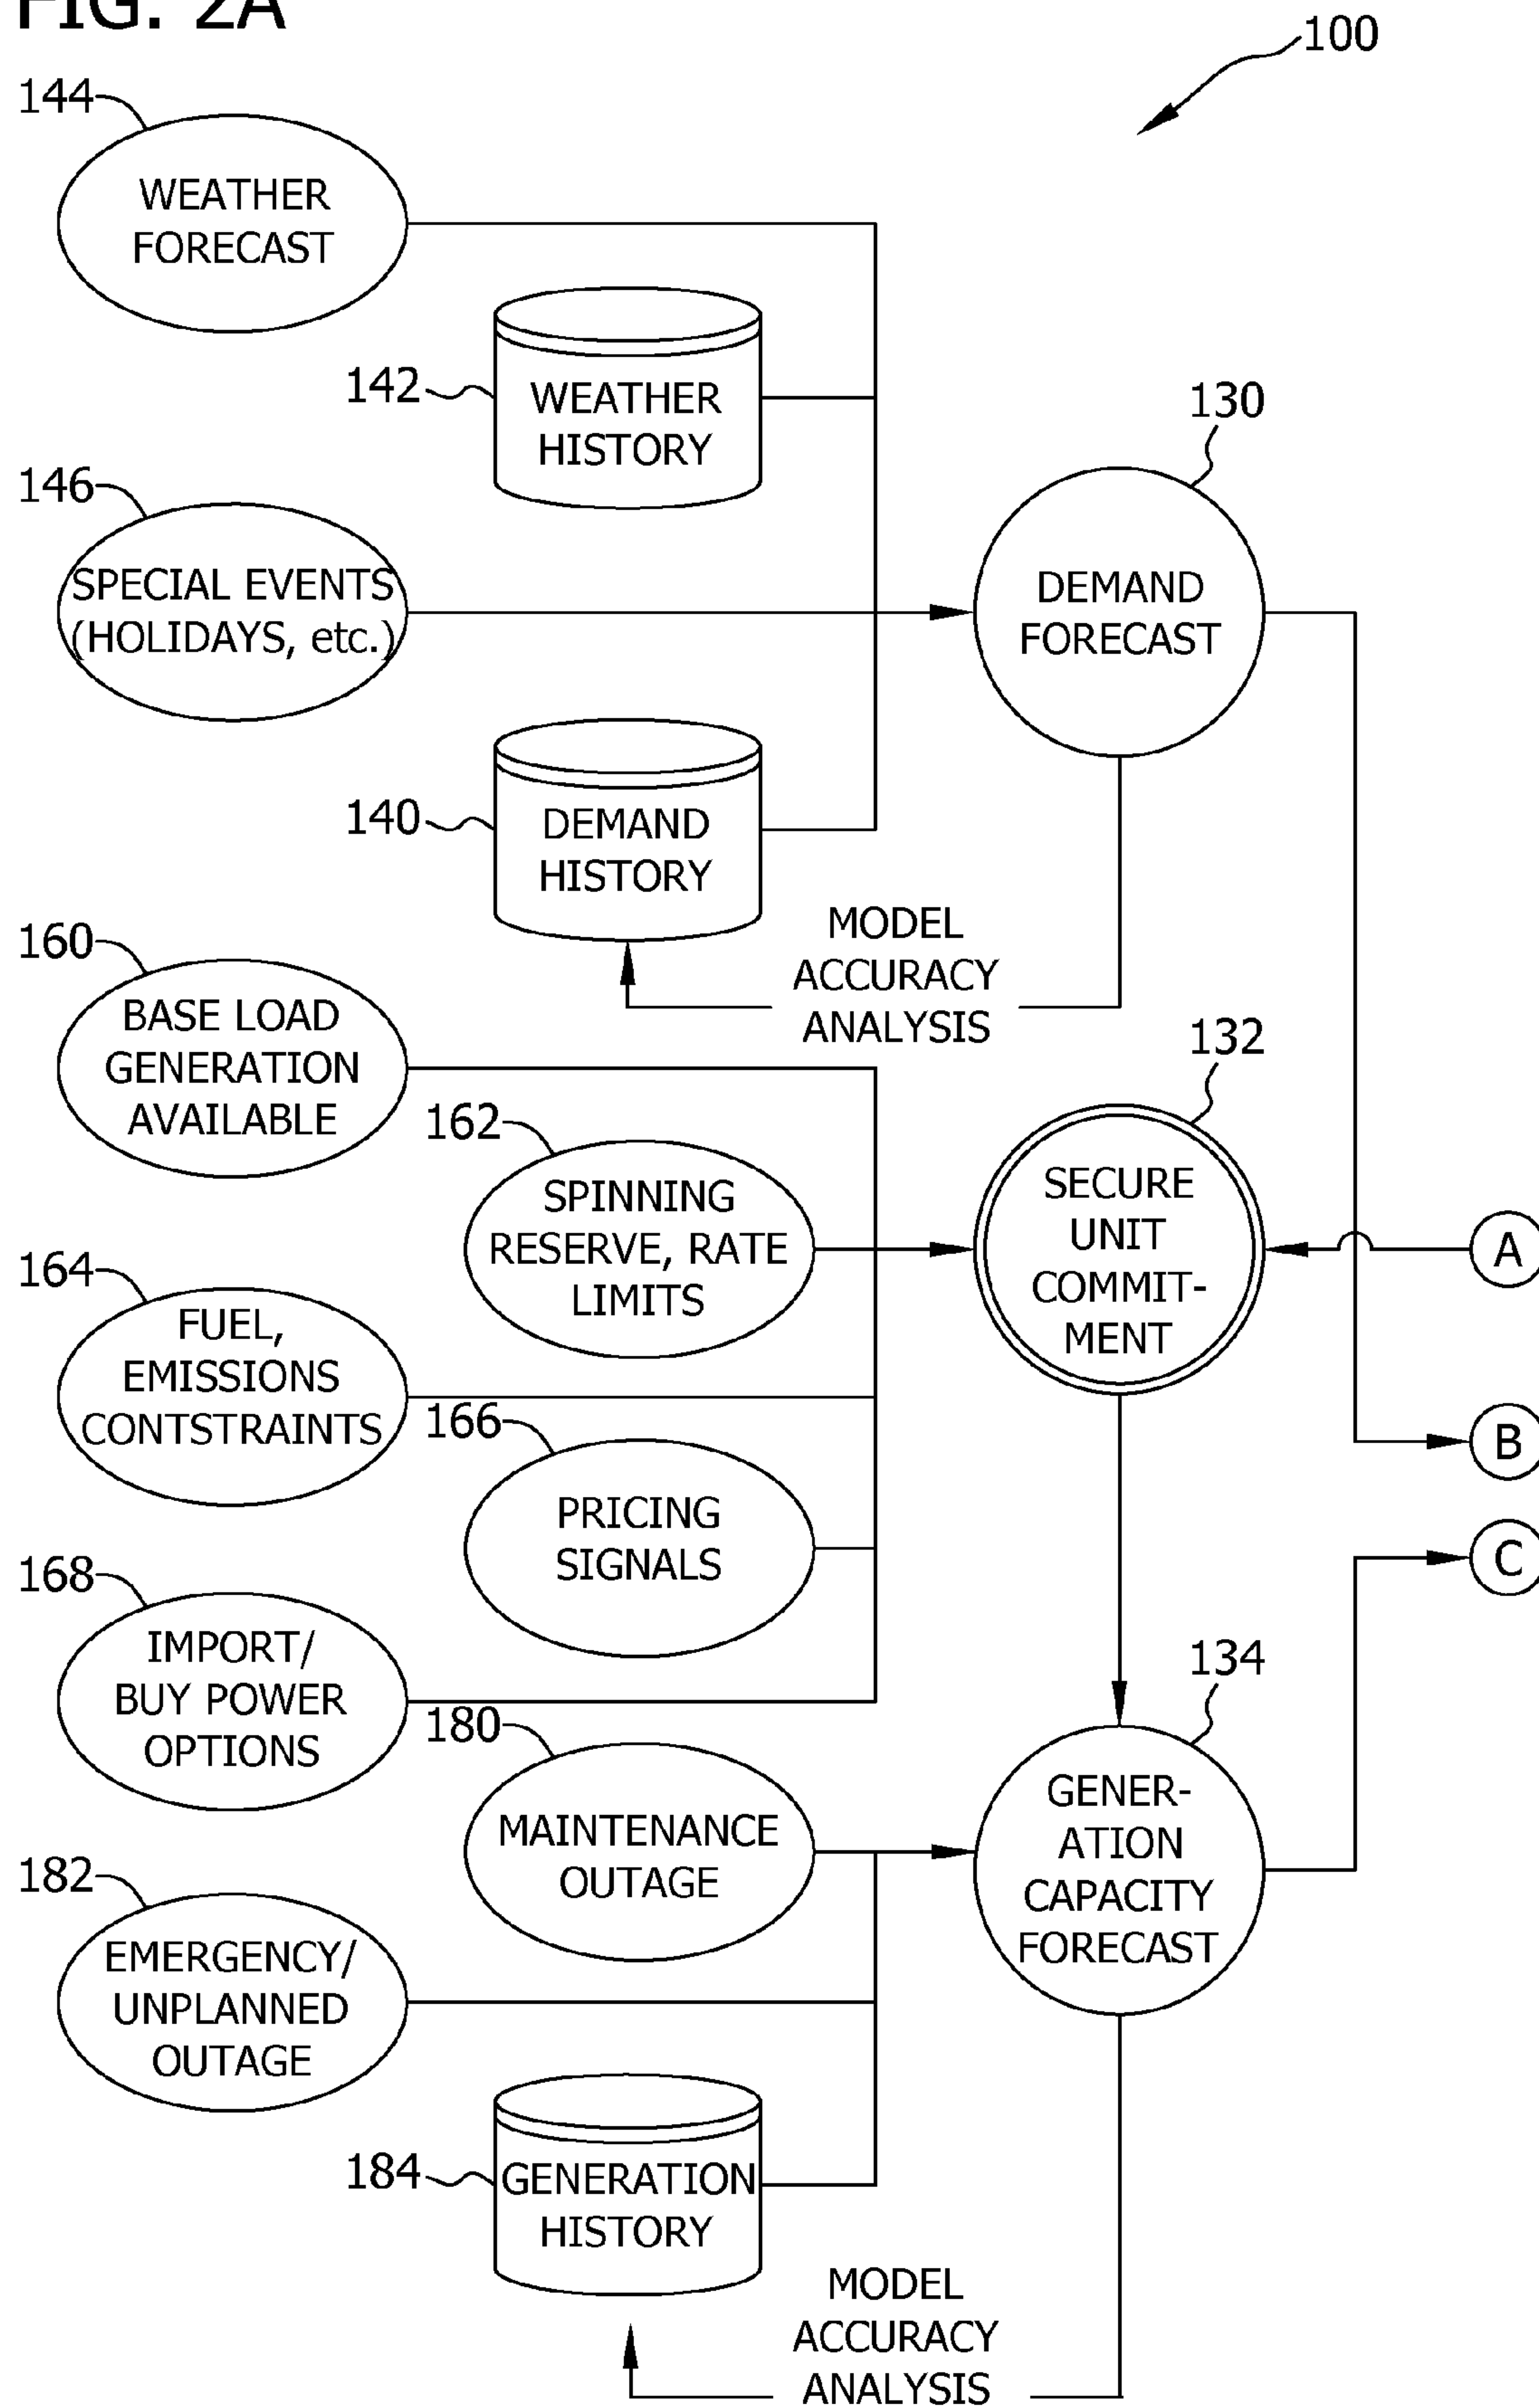 FIG. 2A
100
144
WEATHER
FORECAST
142
WEATHER
HISTORY
130
146
SPECIAL EVENTS
(HOLIDAYS, etc.)
DEMAND
FORECAST
140
DEMAND
HISTORY
MODEL
ACCURACY
ANALYSIS
160
BASE LOAD
GENERATION
AVAILABLE
132
162
SPINNING
RESERVE, RATE
LIMITS
SECURE
UNIT
COMMIT-
MENT
A
164
FUEL,
EMISSIONS
CONTSTRAINTS
B
166
PRICING
SIGNALS
C
168
IMPORT/
BUY POWER
OPTIONS
134
180
MAINTENANCE
OUTAGE
GENER-
ATION
CAPACITY
FORECAST
182
EMERGENCY/
UNPLANNED
OUTAGE
184
GENERATION
HISTORY
MODEL
ACCURACY
ANALYSIS